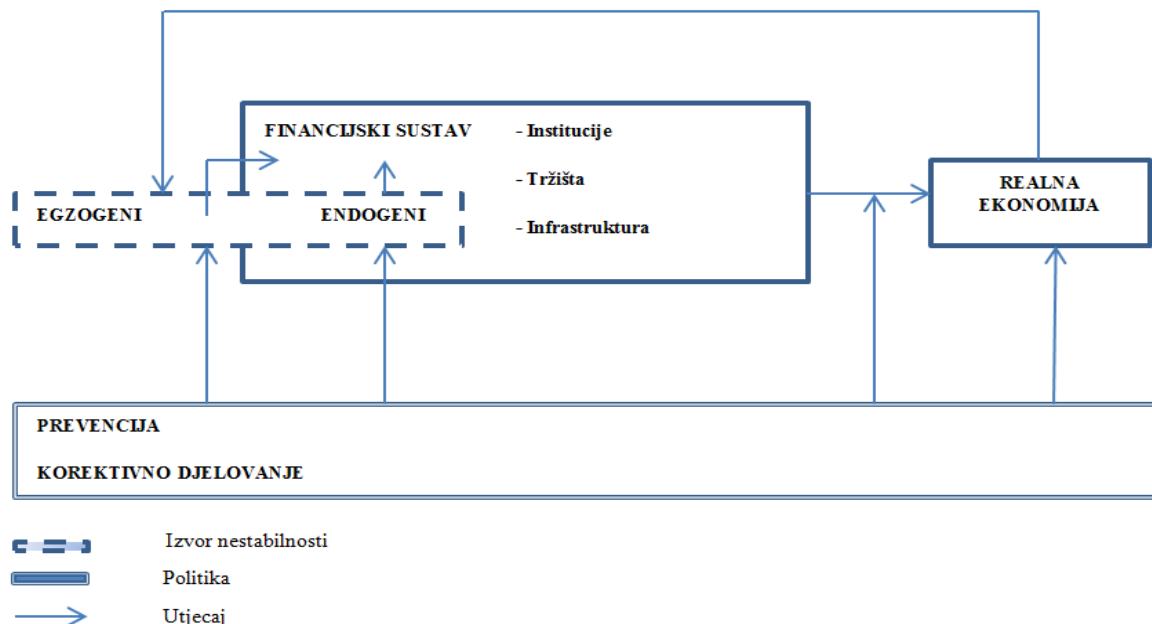 FINANCIJSKI SUSTAV
- Institucije
- Tržišta
- Infrastruktura
EGZOGENI
ENDOGENI
REALNA
EKONOMIJA
PREVENCIJA
KOREKTIVNO DJELOVANJE
Izvor nestabilnosti
Politika
Utjecaj